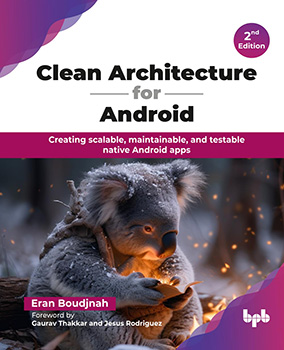 2nd
Edition
Clean Architecture
for
Android
Creating scalable, maintainable, and testable
native Android apps
Eran Boudjnah
Foreword by
Gaurav Thakkar and Jesus Rodriguez
bpb